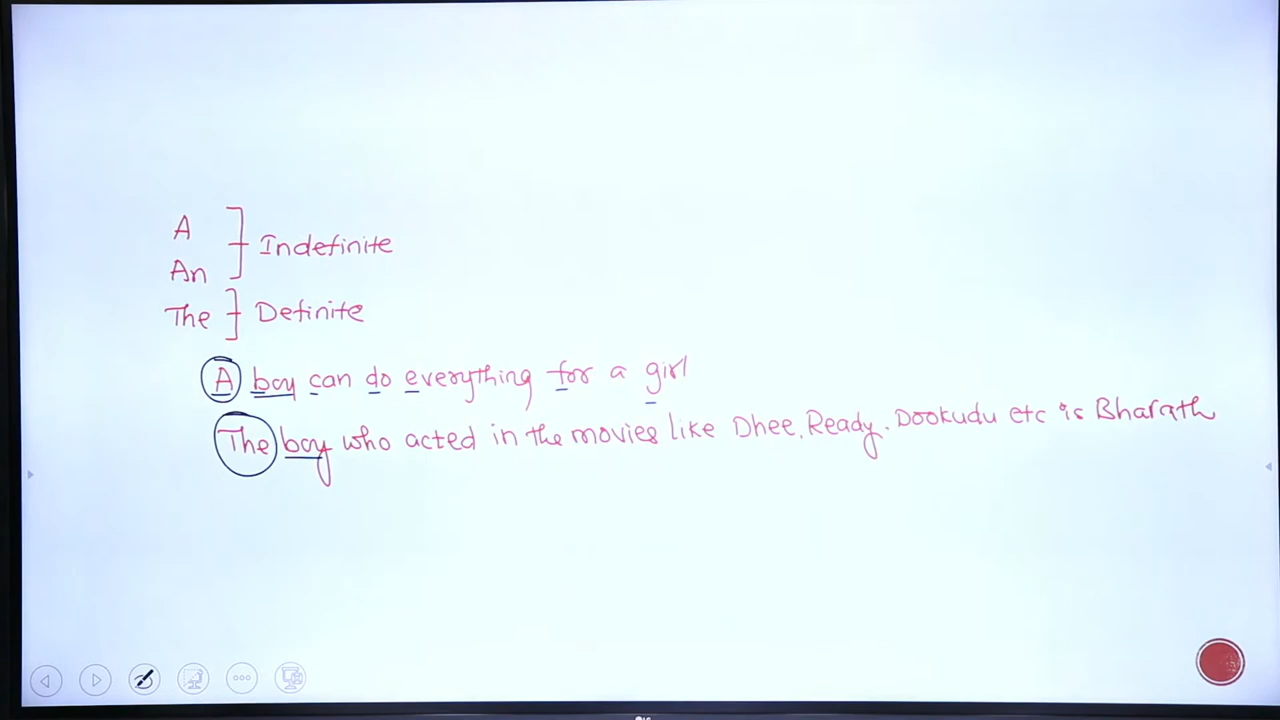 A
An
Indefinite
The
Definite
A boy can do everything for a girl
The boy who acted in the movies like Dhee, Ready. Dookudu etc is Bharath